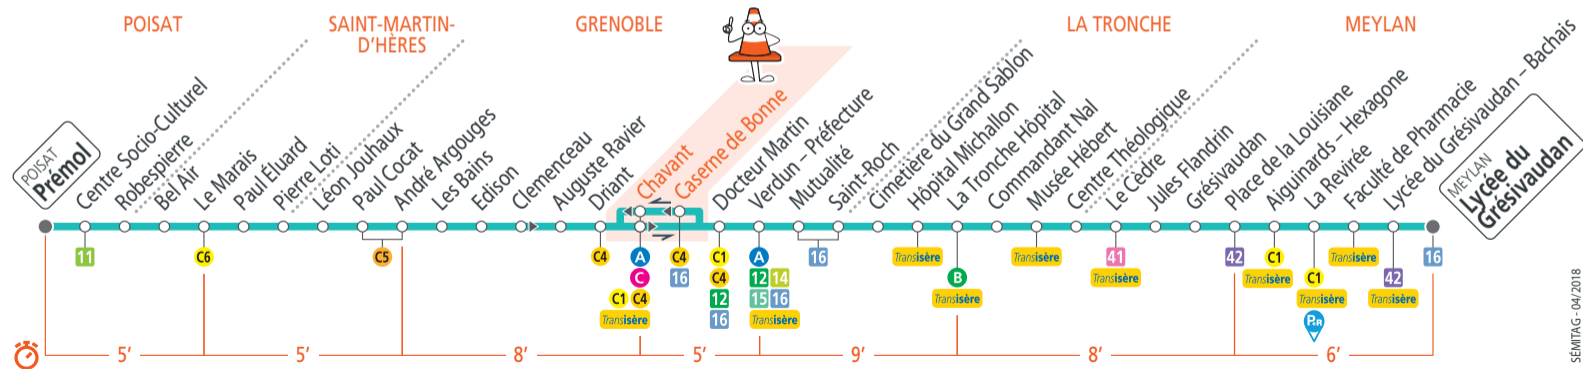 POISAT
SAINT-MARTIN-
D'HÈRES
GRENOBLE
LA TRONCHE
MEYLAN
POISAT
Prémol
Centre Socio-Culturel
Robespierre
Bel Air
Le Marais
Paul Éluard
Pierre Loti
Léon Jouhaux
Paul Cocat
André Argouges
Les Bains
Edison
Clemenceau
Auguste Ravier
Driant
Chavant
Caserne de Bonne
Docteur Martin
Verdun – Préfecture
Mutualité
Saint-Roch
Cimetière du Grand Sablon
Hôpital Michallon
La Tronche Hôpital
Commandant Nal
Musée Hébert
Centre Théologique
Le Cèdre
Jules Flandrin
Grésivaudan
Place de la Louisiane
Aiguinards – Hexagone
La Revirée
Faculté de Pharmacie
Lycée du Grésivaudan – Bachais
MEYLAN
Lycée du
Grésivaudan
11 C6 C5 C4 A C4 C1 A 16 Transisère B Transisère 41 42 C1 C1 Transisère 42 16
C 16 C4 12 14 Transisère Transisère Transisère Transisère Transisère
C1 C4 12 15 16 P+R
Transisère 16 Transisère
5' 5' 8' 5' 9' 8' 6'
SÉMITAG - 04/2018